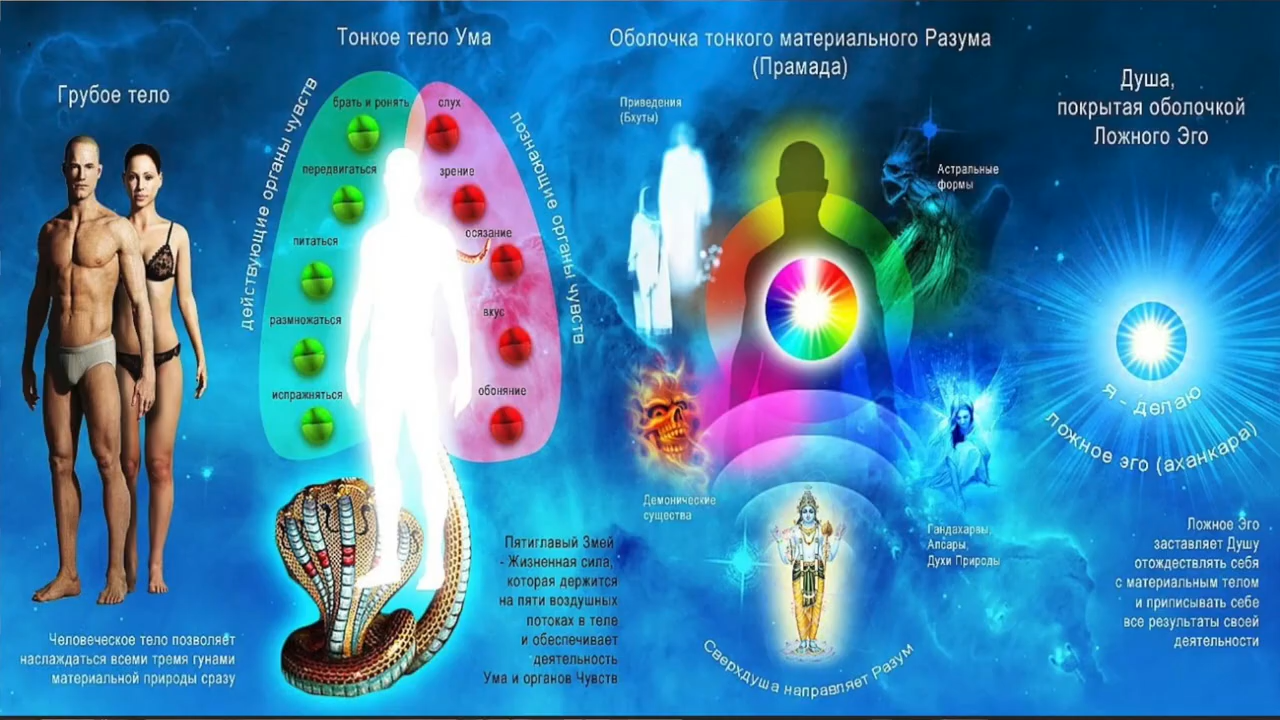 Грубое тело
Человеческое тело позволяет
наслаждаться всеми тремя гунами
материальной природы сразу
Тонкое тело Ума
действующие органы чувств
брать и ронять
передвигаться
питаться
размножаться
испражняться
познающие органы чувств
слух
зрение
осязание
вкус
обоняние
Пятиглавый Змей
- Жизненная сила,
которая держится
на пяти воздушных
потоках в теле
и обеспечивает
деятельность
Ума и органов Чувств
Оболочка тонкого материального Разума
(Прамада)
Приведения
(Бхуты)
Астральные
формы
Демонические
существа
Гандахарвы,
Апсары,
Духи Природы
Сверхдуша направляет Разум
Душа,
покрытая оболочкой
Ложного Эго
Я - делаю
Ложное эго (аханкара)
Ложное Эго
заставляет Душу
отождествлять себя
с материальным телом
и приписывать себе
все результаты своей
деятельности